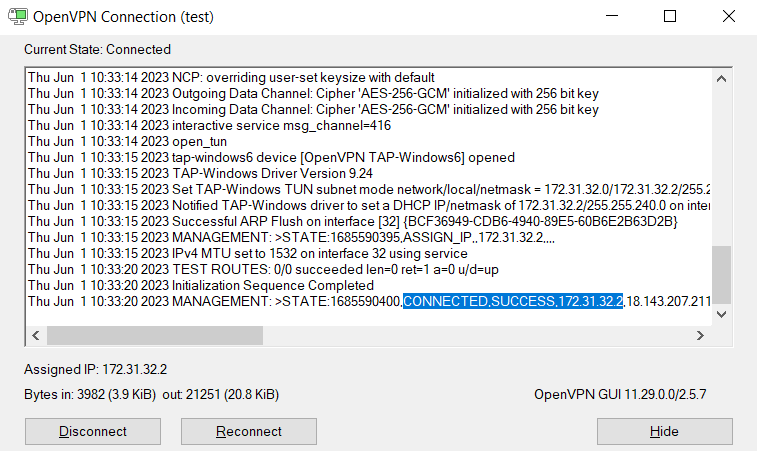 OpenVPN Connection (test)
Current State: Connected
Thu Jun 1 10:33:14 2023 NCP: overriding user-set keysize with default
Thu Jun 1 10:33:14 2023 Outgoing Data Channel: Cipher 'AES-256-GCM' initialized with 256 bit key
Thu Jun 1 10:33:14 2023 Incoming Data Channel: Cipher 'AES-256-GCM' initialized with 256 bit key
Thu Jun 1 10:33:14 2023 interactive service msg_channel=416
Thu Jun 1 10:33:14 2023 open_tun
Thu Jun 1 10:33:15 2023 tap-windows6 device [OpenVPN TAP-Windows6] opened
Thu Jun 1 10:33:15 2023 TAP-Windows Driver Version 9.24
Thu Jun 1 10:33:15 2023 Set TAP-Windows TUN subnet mode network/local/netmask = 172.31.32.0/172.31.32.2/255.2
Thu Jun 1 10:33:15 2023 Notified TAP-Windows driver to set a DHCP IP/netmask of 172.31.32.2/255.255.240.0 on inter
Thu Jun 1 10:33:15 2023 Successful ARP Flush on interface [32] {BCF36949-CDB6-4940-89E5-60B6E2B63D2B}
Thu Jun 1 10:33:15 2023 MANAGEMENT: >STATE:1685590395,ASSIGN_IP,,172.31.32.2,,,,
Thu Jun 1 10:33:15 2023 IPv4 MTU set to 1532 on interface 32 using service
Thu Jun 1 10:33:20 2023 TEST ROUTES: 0/0 succeeded len=0 ret=1 a=0 u/d=up
Thu Jun 1 10:33:20 2023 Initialization Sequence Completed
Thu Jun 1 10:33:20 2023 MANAGEMENT: >STATE:1685590400,CONNECTED,SUCCESS,172.31.32.2,18.143.207.211
Assigned IP: 172.31.32.2
Bytes in: 3982 (3.9 KiB) out: 21251 (20.8 KiB)
OpenVPN GUI 11.29.0.0/2.5.7
Disconnect
Reconnect
Hide